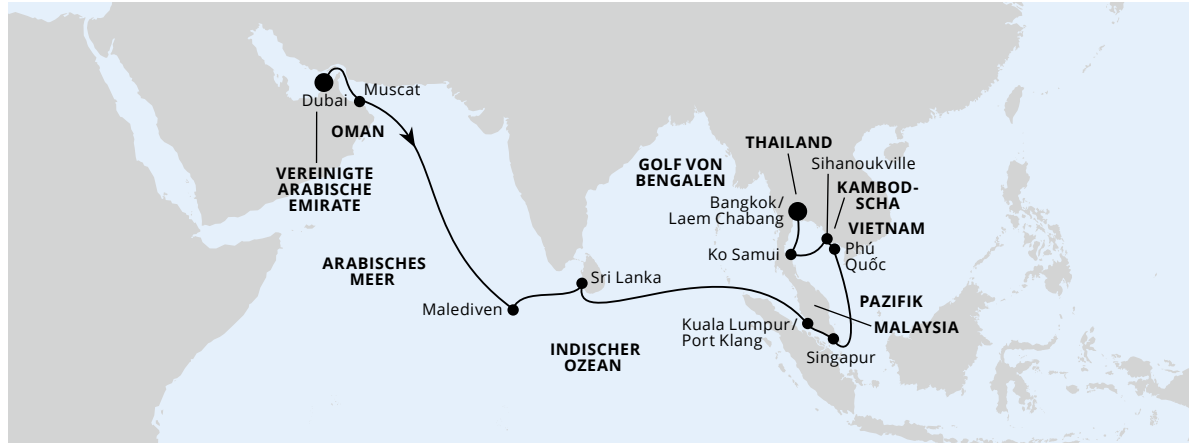 Dubai
Muscat
OMAN
VEREINIGTE
ARABISCHE
EMIRATE
ARABISCHES
MEER
Malediven
Sri Lanka
INDISCHER
OZEAN
GOLF VON
BENGALEN
THAILAND
Sihanoukville
KAMBOD-
SCHA
Bangkok/
Laem Chabang
VIETNAM
Ko Samui
Phú
Quốc
PAZIFIK
MALAYSIA
Kuala Lumpur/
Port Klang
Singapur